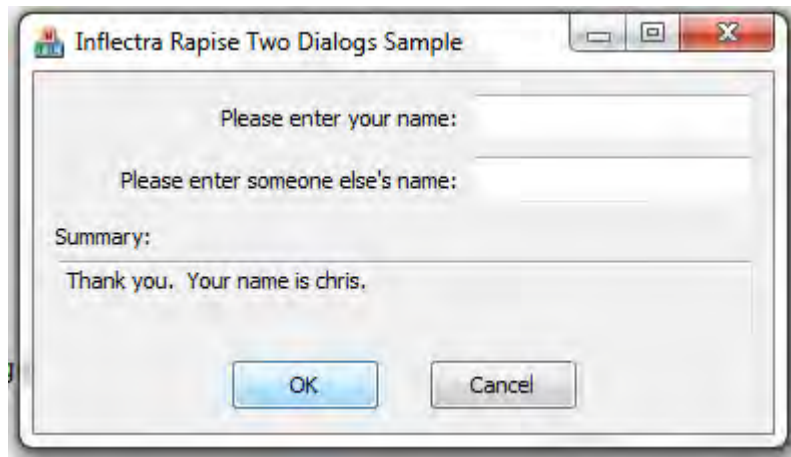 Inflectra Rapise Two Dialogs Sample
Please enter your name:
Please enter someone else's name:
Summary:
Thank you.  Your name is chris.
OK Cancel